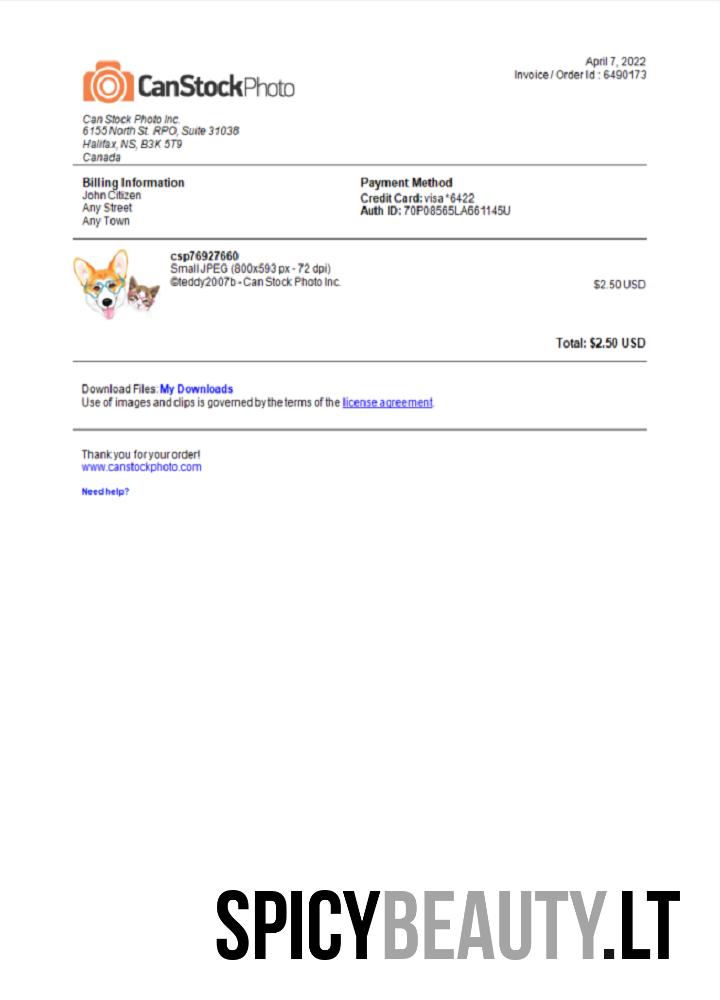 April 7, 2022
Invoice / Order Id : 6490173
CanStockPhoto
Can Stock Photo Inc.
6155 North St. RPO, Suite 31038
Halifax, NS, B3K 5T9
Canada
Billing Information
John Citizen
Any Street
Any Town
Payment Method
Credit Card: visa *6422
Auth ID: 70P08565LA661145U
csp76927660
Small JPEG (800x593 px - 72 dpi)
©teddy2007b - Can Stock Photo Inc.
$2.50 USD
Total: $2.50 USD
Download Files: My Downloads
Use of images and clips is governed by the terms of the license agreement.
Thank you for your order!
www.canstockphoto.com
Need help?
SPICYBEAUTY.LT